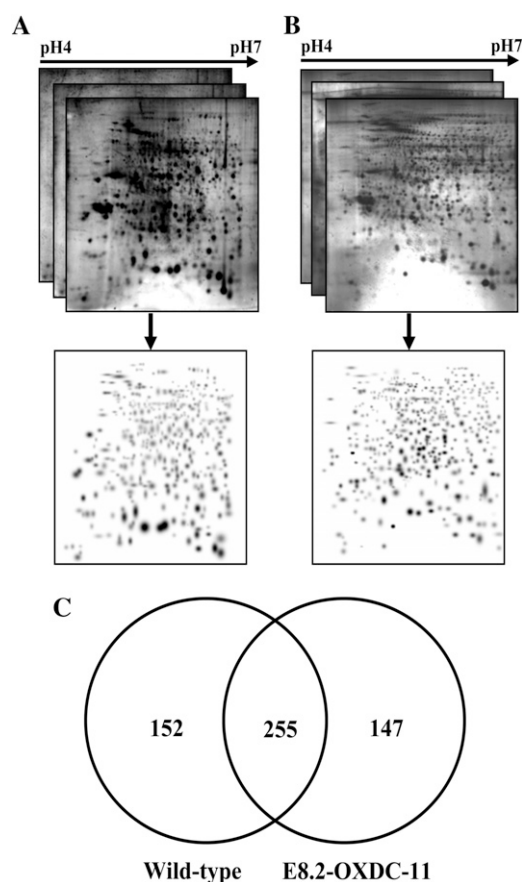 A
B
pH4 pH7
pH4 pH7
C
152 255 147
Wild-type E8.2-OXDC-11